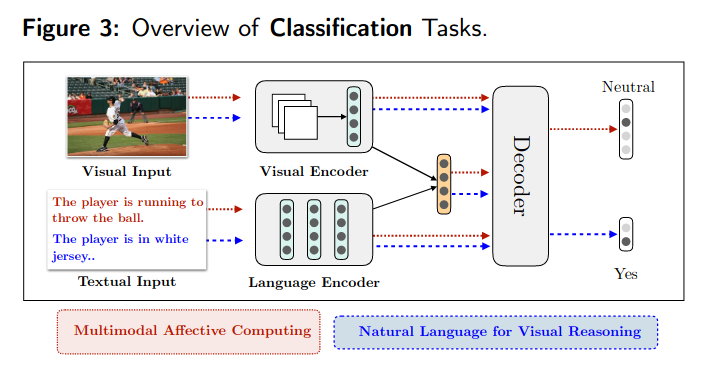 Figure 3: Overview of Classification Tasks.
Neutral
Visual Input
Visual Encoder
Decoder
The player is running to
throw the ball.
The player is in white
jersey..
Textual Input
Language Encoder
Yes
Multimodal Affective Computing
Natural Language for Visual Reasoning